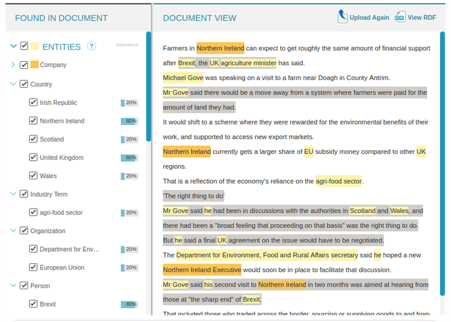 FOUND IN DOCUMENT
ENTITIES ? Relevance
Company
Country
Irish Republic 20%
Northern Ireland 80%
Scotland 20%
United Kingdom 80%
Wales 20%
Industry Term
agri-food sector 20%
Organization
Department for Env… 20%
European Union 20%
Person
Brexit 80%
DOCUMENT VIEW
Upload Again View RDF
Farmers in Northern Ireland can expect to get roughly the same amount of financial support
after Brexit, the UK agriculture minister has said.
Michael Gove was speaking on a visit to a farm near Doagh in County Antrim.
Mr Gove said there would be a move away from a system where farmers were paid for the
amount of land they had.
It would shift to a scheme where they were rewarded for the environmental benefits of their
work, and supported to access new export markets.
Northern Ireland currently gets a larger share of EU subsidy money compared to other UK
regions.
That is a reflection of the economy's reliance on the agri-food sector.
'The right thing to do'
Mr Gove said he had been in discussions with the authorities in Scotland and Wales, and
there had been a "broad feeling that proceeding on that basis" was the right thing to do.
But he said a final UK agreement on the issue would have to be negotiated.
The Department for Environment, Food and Rural Affairs secretary said he hoped a new
Northern Ireland Executive would soon be in place to facilitate that discussion.
Mr Gove said his second visit to Northern Ireland in two months was aimed at hearing from
those at "the sharp end" of Brexit.
That included those who traded across the border, sourcing or supplying goods to and from